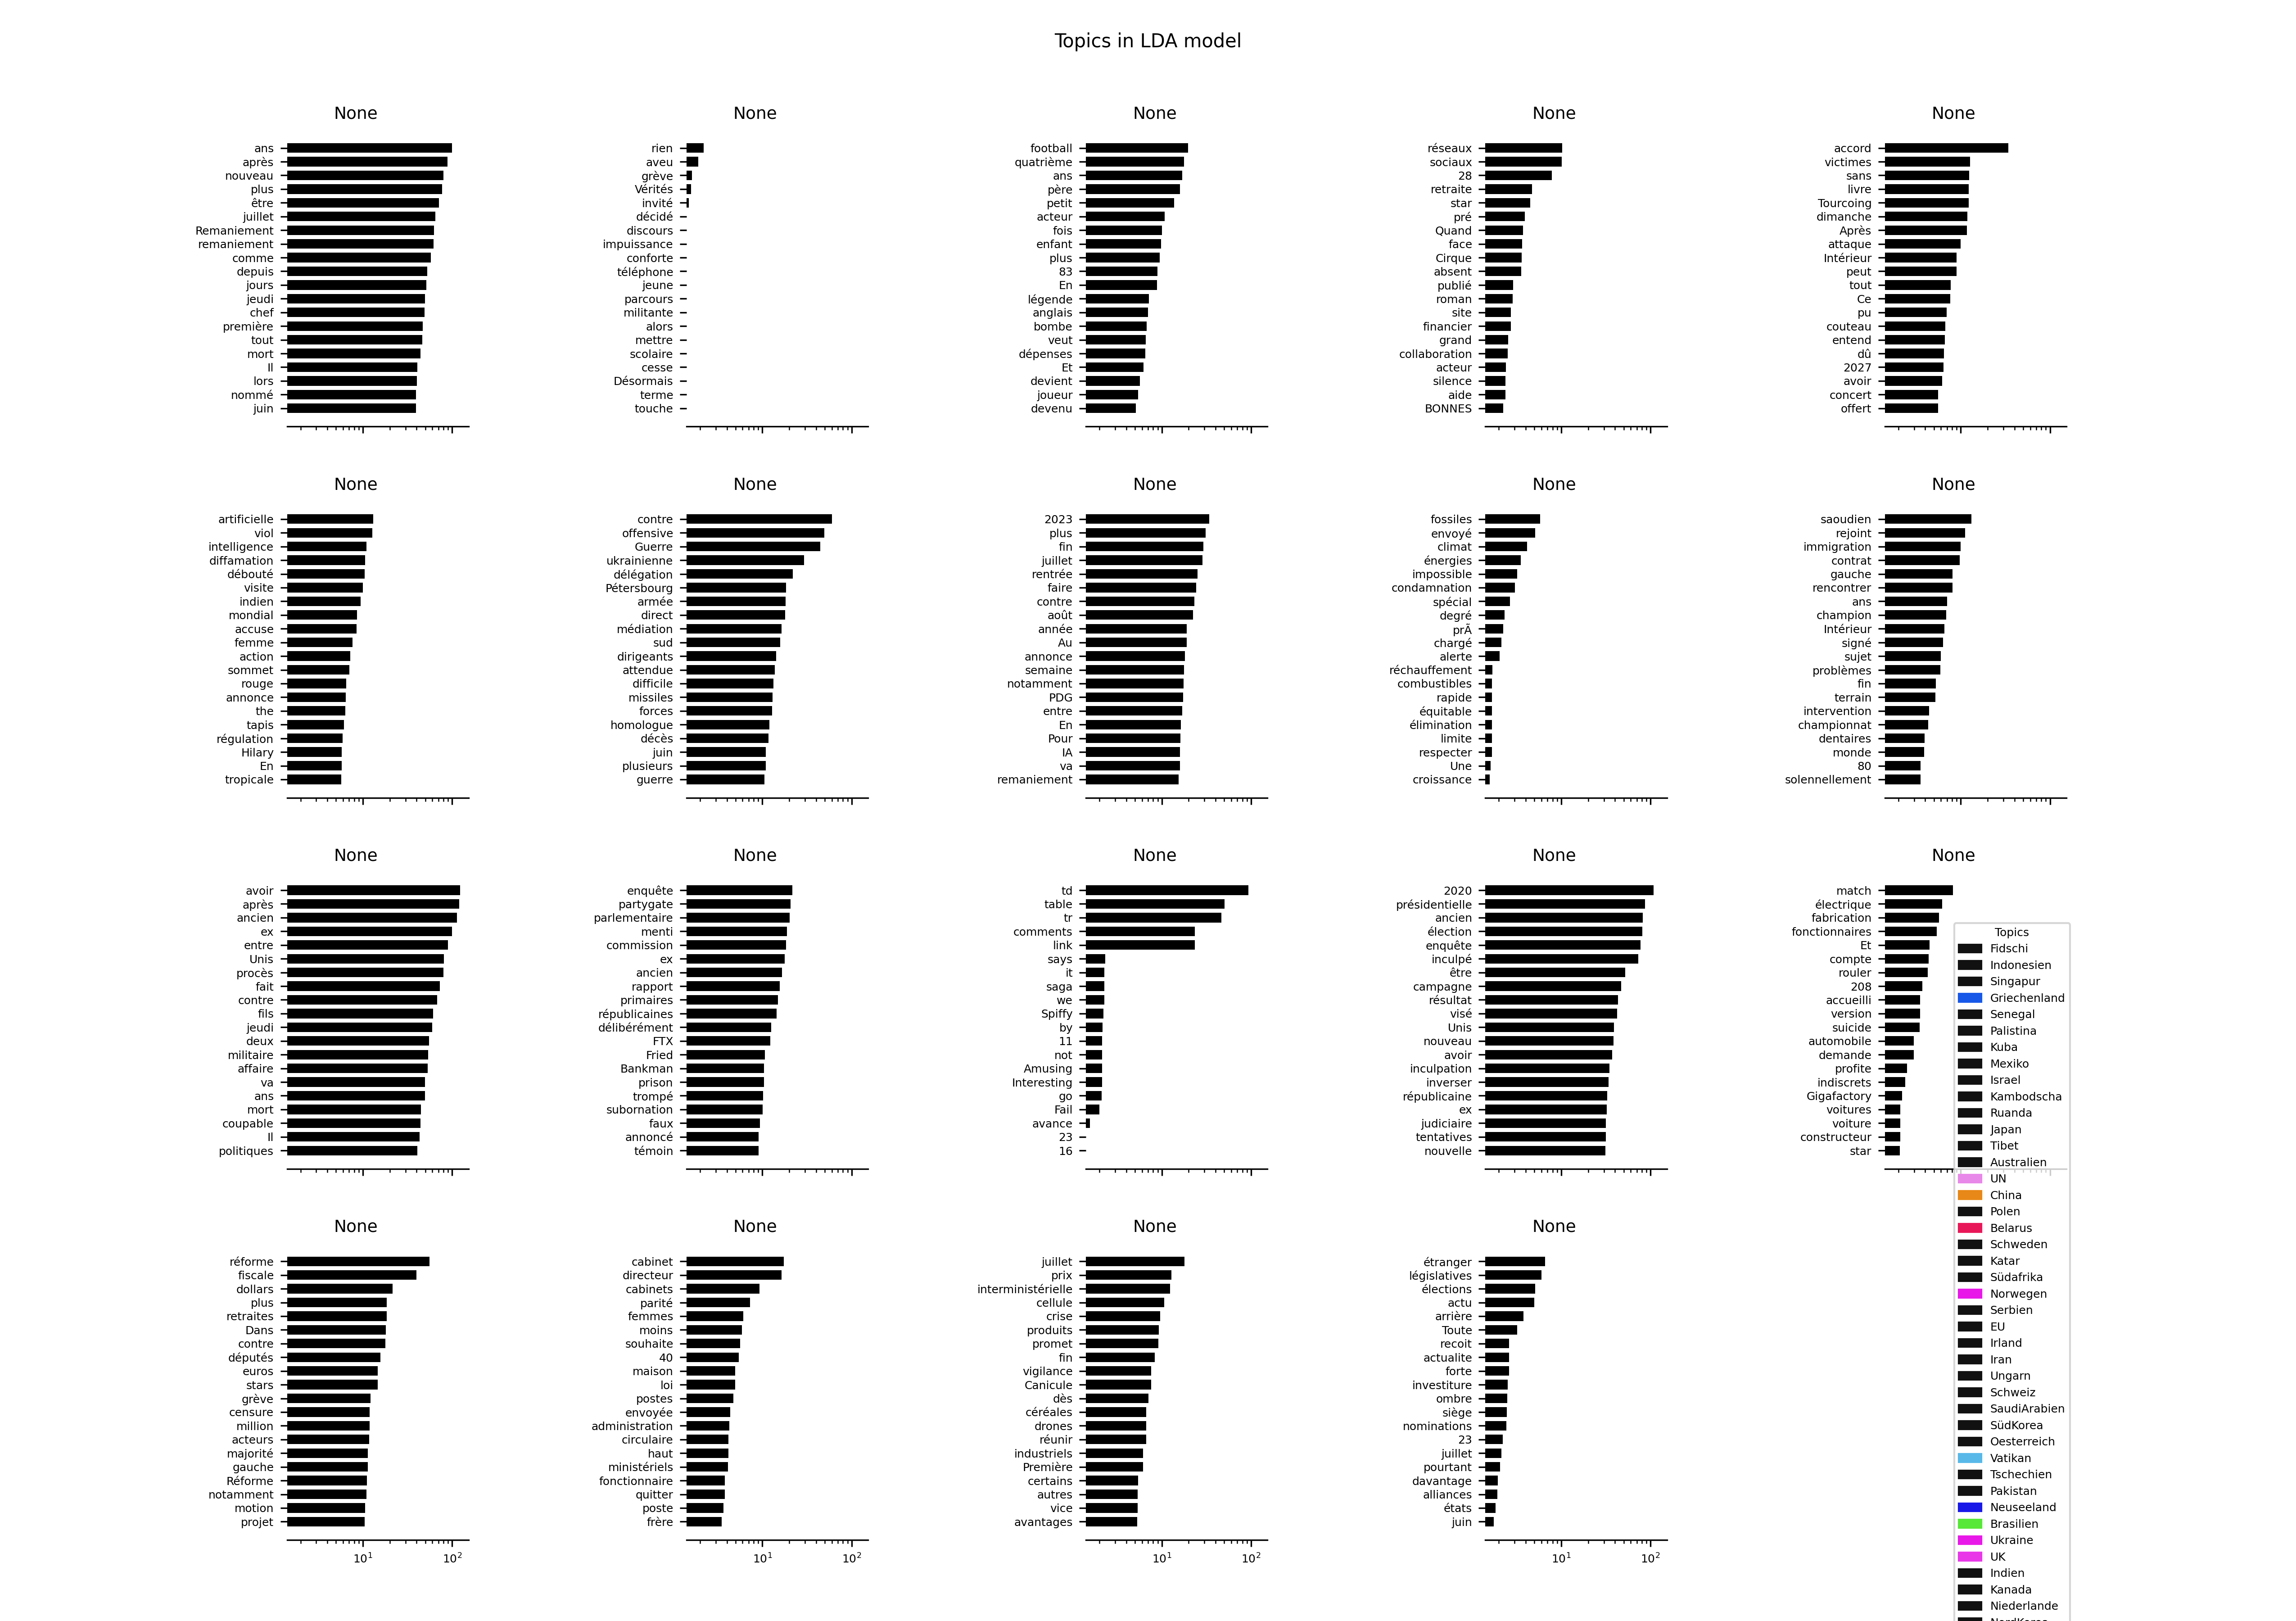 Topics in LDA model
None
ans
après
nouveau
plus
être
juillet
Remaniement
remaniement
comme
depuis
jours
jeudi
chef
première
tout
mort
Il
lors
nommé
juin
None
rien
aveu
grève
Vérités
invité
décidé
discours
impuissance
conforte
téléphone
jeune
parcours
militante
alors
mettre
scolaire
cesse
Désormais
terme
touche
None
football
quatrième
ans
père
petit
acteur
fois
enfant
plus
83
En
légende
anglais
bombe
veut
dépenses
Et
devient
joueur
devenu
None
réseaux
sociaux
28
retraite
star
pré
Quand
face
Cirque
absent
publié
roman
site
financier
grand
collaboration
acteur
silence
aide
BONNES
None
accord
victimes
sans
livre
Tourcoing
dimanche
Après
attaque
Intérieur
peut
tout
Ce
pu
couteau
entend
dû
2027
avoir
concert
offert
None
artificielle
viol
intelligence
diffamation
débouté
visite
indien
mondial
accuse
femme
action
sommet
rouge
annonce
the
tapis
régulation
Hilary
En
tropicale
None
contre
offensive
Guerre
ukrainienne
délégation
Pétersbourg
armée
direct
médiation
sud
dirigeants
attendue
difficile
missiles
forces
homologue
décès
juin
plusieurs
guerre
None
2023
plus
fin
juillet
rentrée
faire
contre
août
année
Au
annonce
semaine
notamment
PDG
entre
En
Pour
IA
va
remaniement
None
fossiles
envoyé
climat
énergies
impossible
condamnation
spécial
degré
prÃ
chargé
alerte
réchauffement
combustibles
rapide
équitable
élimination
limite
respecter
Une
croissance
None
saoudien
rejoint
immigration
contrat
gauche
rencontrer
ans
champion
Intérieur
signé
sujet
problèmes
fin
terrain
intervention
championnat
dentaires
monde
80
solennellement
None
avoir
après
ancien
ex
entre
Unis
procès
fait
contre
fils
jeudi
deux
militaire
affaire
va
ans
mort
coupable
Il
politiques
None
enquête
partygate
parlementaire
menti
commission
ex
ancien
rapport
primaires
républicaines
délibérément
FTX
Fried
Bankman
prison
trompé
subornation
faux
annoncé
témoin
None
td
table
tr
comments
link
says
it
saga
we
Spiffy
by
11
not
Amusing
Interesting
go
Fail
avance
23
16
None
2020
présidentielle
ancien
élection
enquête
inculpé
être
campagne
résultat
visé
Unis
nouveau
avoir
inculpation
inverser
républicaine
ex
judiciaire
tentatives
nouvelle
None
match
électrique
fabrication
fonctionnaires
Et
compte
rouler
208
accueilli
version
suicide
automobile
demande
profite
indiscrets
Gigafactory
voitures
voiture
constructeur
star
None
réforme
fiscale
dollars
plus
retraites
Dans
contre
députés
euros
stars
grève
censure
million
acteurs
majorité
gauche
Réforme
notamment
motion
projet
10¹ 10²
None
cabinet
directeur
cabinets
parité
femmes
moins
souhaite
40
maison
loi
postes
envoyée
administration
circulaire
haut
ministériels
fonctionnaire
quitter
poste
frère
10¹ 10²
None
juillet
prix
interministérielle
cellule
crise
produits
promet
fin
vigilance
Canicule
dès
céréales
drones
réunir
industriels
Première
certains
autres
vice
avantages
10¹ 10²
None
étranger
législatives
élections
actu
arrière
Toute
recoit
actualite
forte
investiture
ombre
siège
nominations
23
juillet
pourtant
davantage
alliances
états
juin
10¹ 10²
Topics
Fidschi
Indonesien
Singapur
Griechenland
Senegal
Palistina
Kuba
Mexiko
Israel
Kambodscha
Ruanda
Japan
Tibet
Australien
UN
China
Polen
Belarus
Schweden
Katar
Südafrika
Norwegen
Serbien
EU
Irland
Iran
Ungarn
Schweiz
SaudiArabien
SüdKorea
Oesterreich
Vatikan
Tschechien
Pakistan
Neuseeland
Brasilien
Ukraine
UK
Indien
Kanada
Niederlande